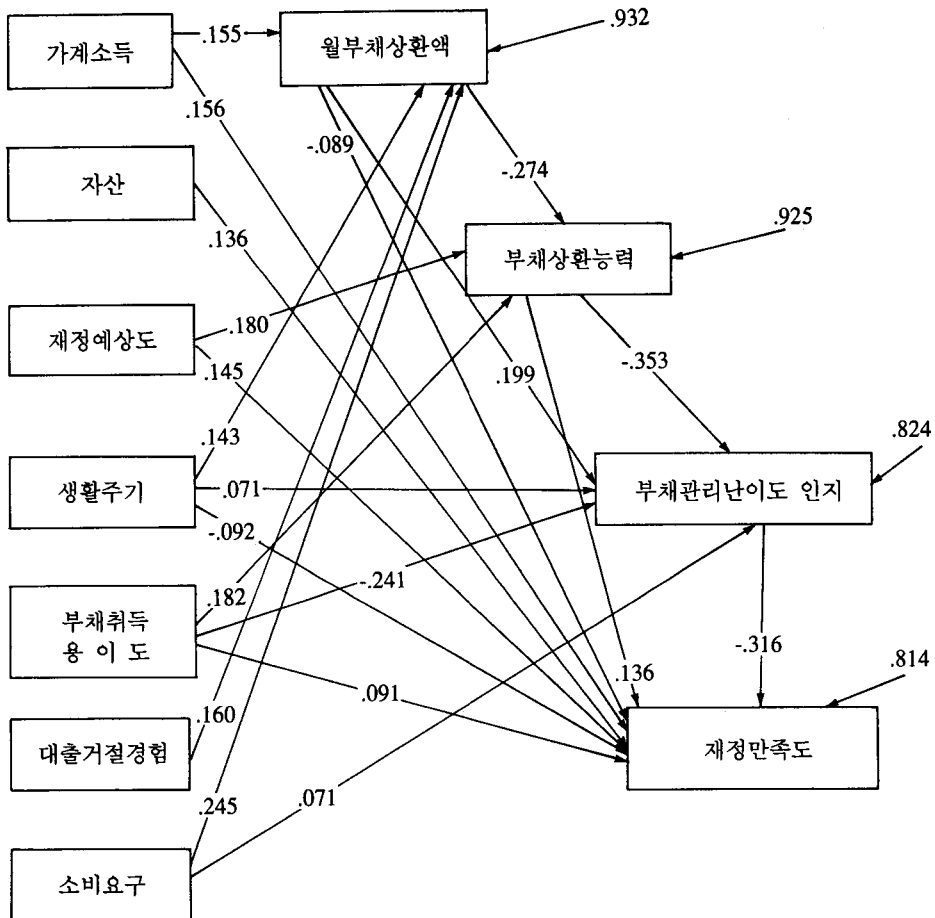 .932
가계소득
.155
월부채상환액
.156
-.089
자산
-.274
.136
.925
부채상환능력
재정예상도
.180
.145
.199
-.353
.143
.824
생활주기
.071
부채관리난이도 인지
-.092
부채취득
용 이 도
.182
-.241
-.316
.814
.091
.136
대출거절경험
.160
재정만족도
.245
.071
소비요구